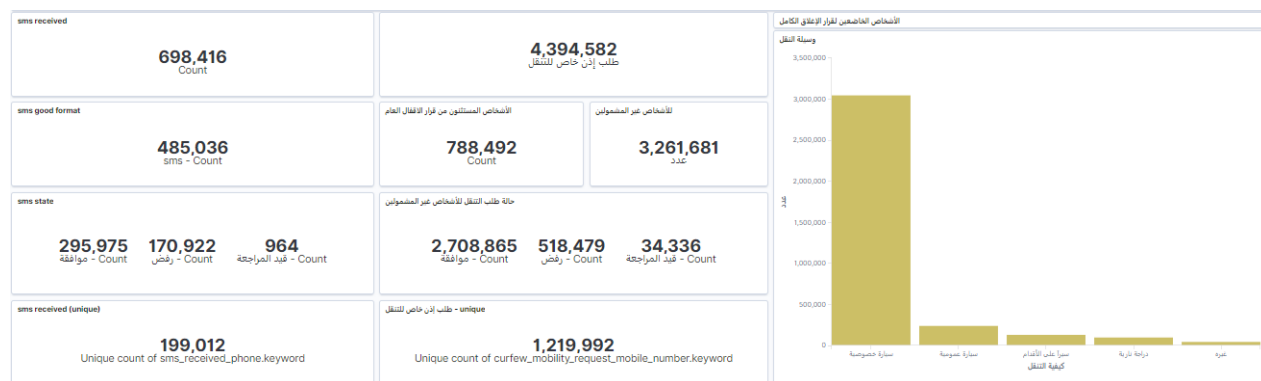 sms received
698,416
Count
4,394,582
طلب إذن خاص للتنقل
sms good format
485,036
sms - Count
الأشخاص المستثنون من قرار الاقفال العام
788,492
Count
للأشخاص غير المشمولين
3,261,681
عدد
sms state
295,975
موافقة - Count
170,922
رفض - Count
964
قيد المراجعة - Count
حالة طلب التنقل للأشخاص غير المشمولين
2,708,865
موافقة - Count
518,479
رفض - Count
34,336
قيد المراجعة - Count
sms received (unique)
199,012
Unique count of sms_received_phone.keyword
طلب إذن خاص للتنقل - unique
1,219,992
Unique count of curfew_mobility_request_mobile_number.keyword
الأشخاص الخاضعين لقرار الإغلاق الكامل
وسيلة النقل
3,500,000
3,000,000
2,000,000
1,500,000
1,000,000
500,000
0
عدد
سيارة خصوصية
سيارة عمومية
سيراً على الأقدام
دراجة نارية
غيره
كيفية التنقل